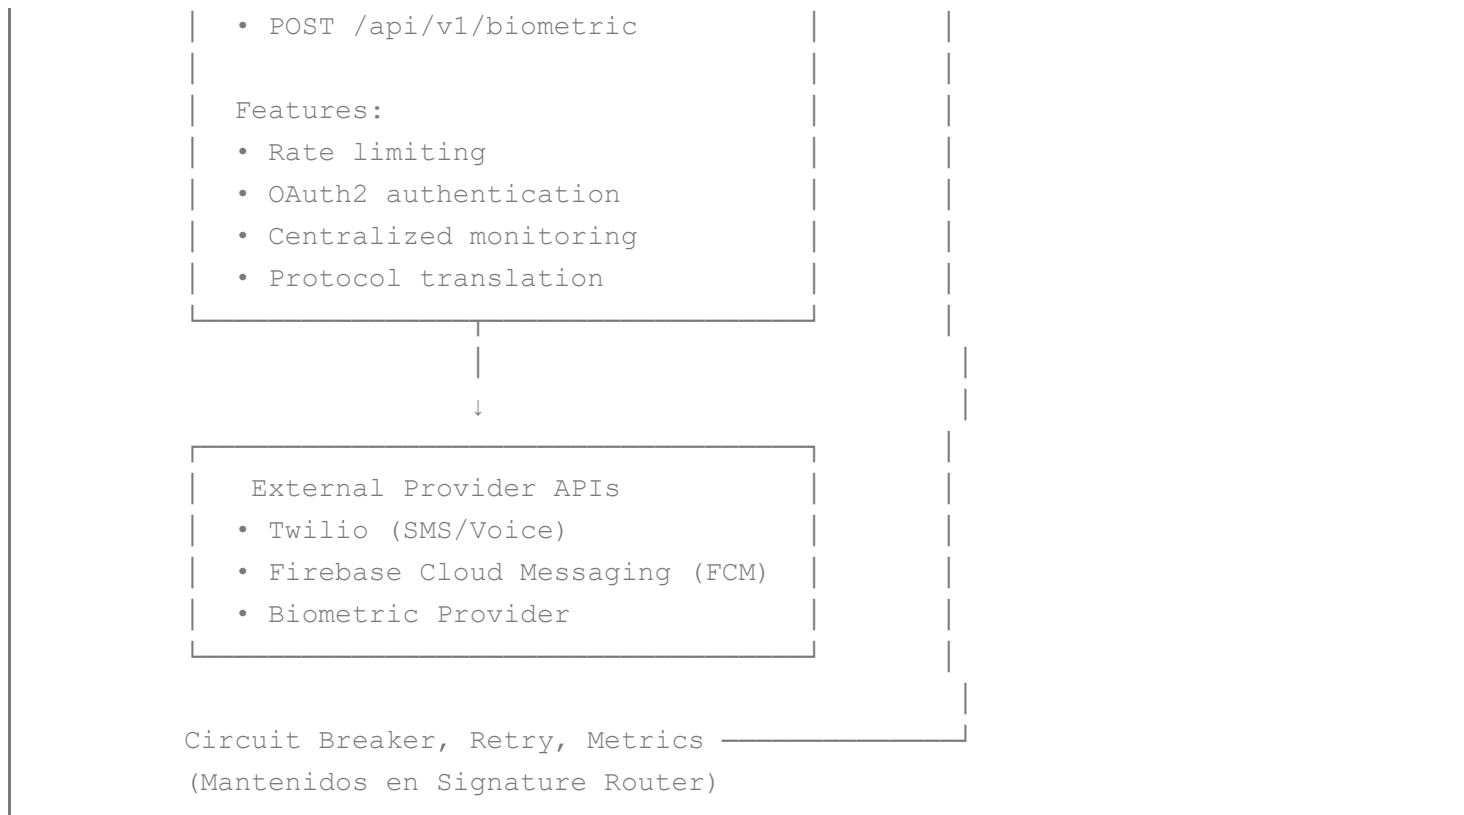 • POST /api/v1/biometric
Features:
• Rate limiting
• OAuth2 authentication
• Centralized monitoring
• Protocol translation
↓
External Provider APIs
• Twilio (SMS/Voice)
• Firebase Cloud Messaging (FCM)
• Biometric Provider
Circuit Breaker, Retry, Metrics
(Mantenidos en Signature Router)